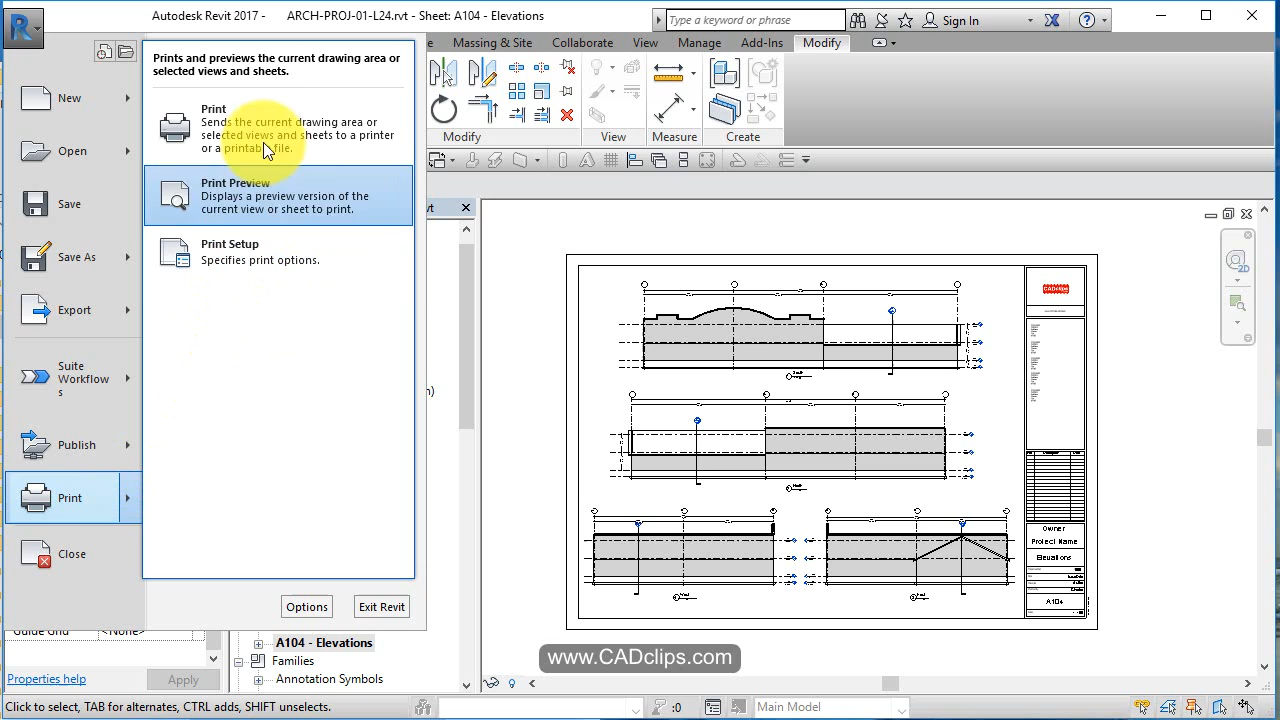 Autodesk Revit 2017 - ARCH-PROJ-01-L24.rvt - Sheet: A104 - Elevations
Type a keyword or phrase
Sign In
Massing & Site
Collaborate
View
Manage
Add-Ins
Modify
Prints and previews the current drawing area or
selected views and sheets.
New
Open
Save
Save As
Export
Suite
Workflow
s
Publish
Print
Close
Print
Sends the current drawing area or
selected views and sheets to a printer
or a printable file.
Print Preview
Displays a preview version of the
current view or sheet to print.
Print Setup
Specifies print options.
Options
Exit Revit
Modify
View
Measure
Create
2D
CADclips
Owner
Project Name
Elevations
A104
Guide Grid
<None>
A104 - Elevations
Families
Annotation Symbols
Properties help
Apply
www.CADclips.com
Click to select, TAB for alternates, CTRL adds, SHIFT unselects.
:0
Main Model